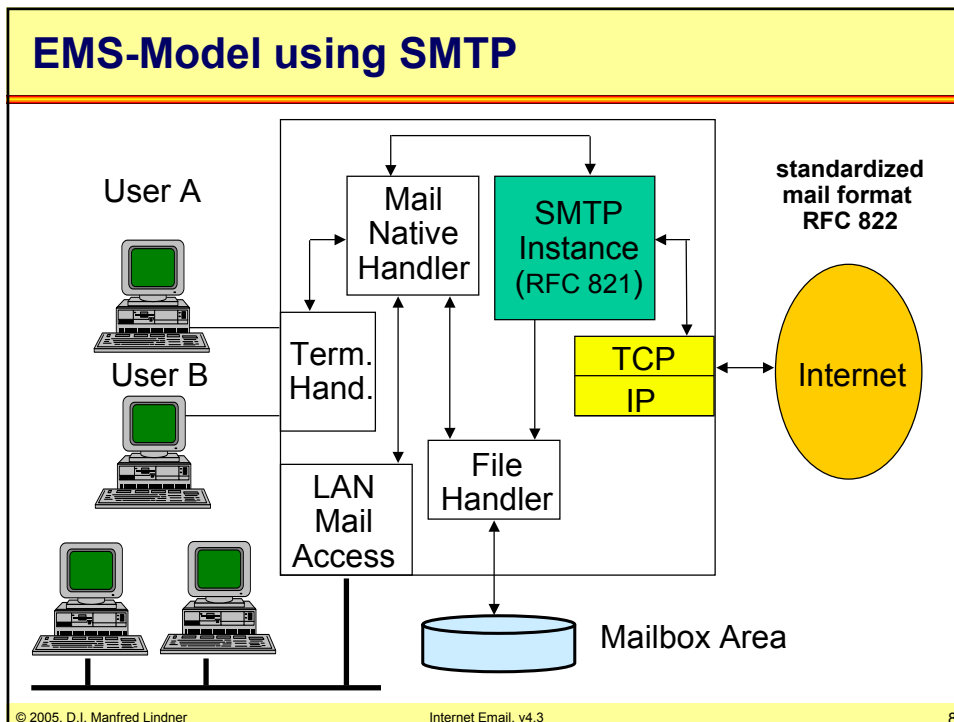 EMS-Model using SMTP
User A
User B
Term.
Hand.
LAN
Mail
Access
Mail
Native
Handler
SMTP
Instance
(RFC 821)
TCP
IP
File
Handler
Mailbox Area
standardized
mail format
RFC 822
Internet
© 2005, D.I. Manfred Lindner
Internet Email, v4.3
8